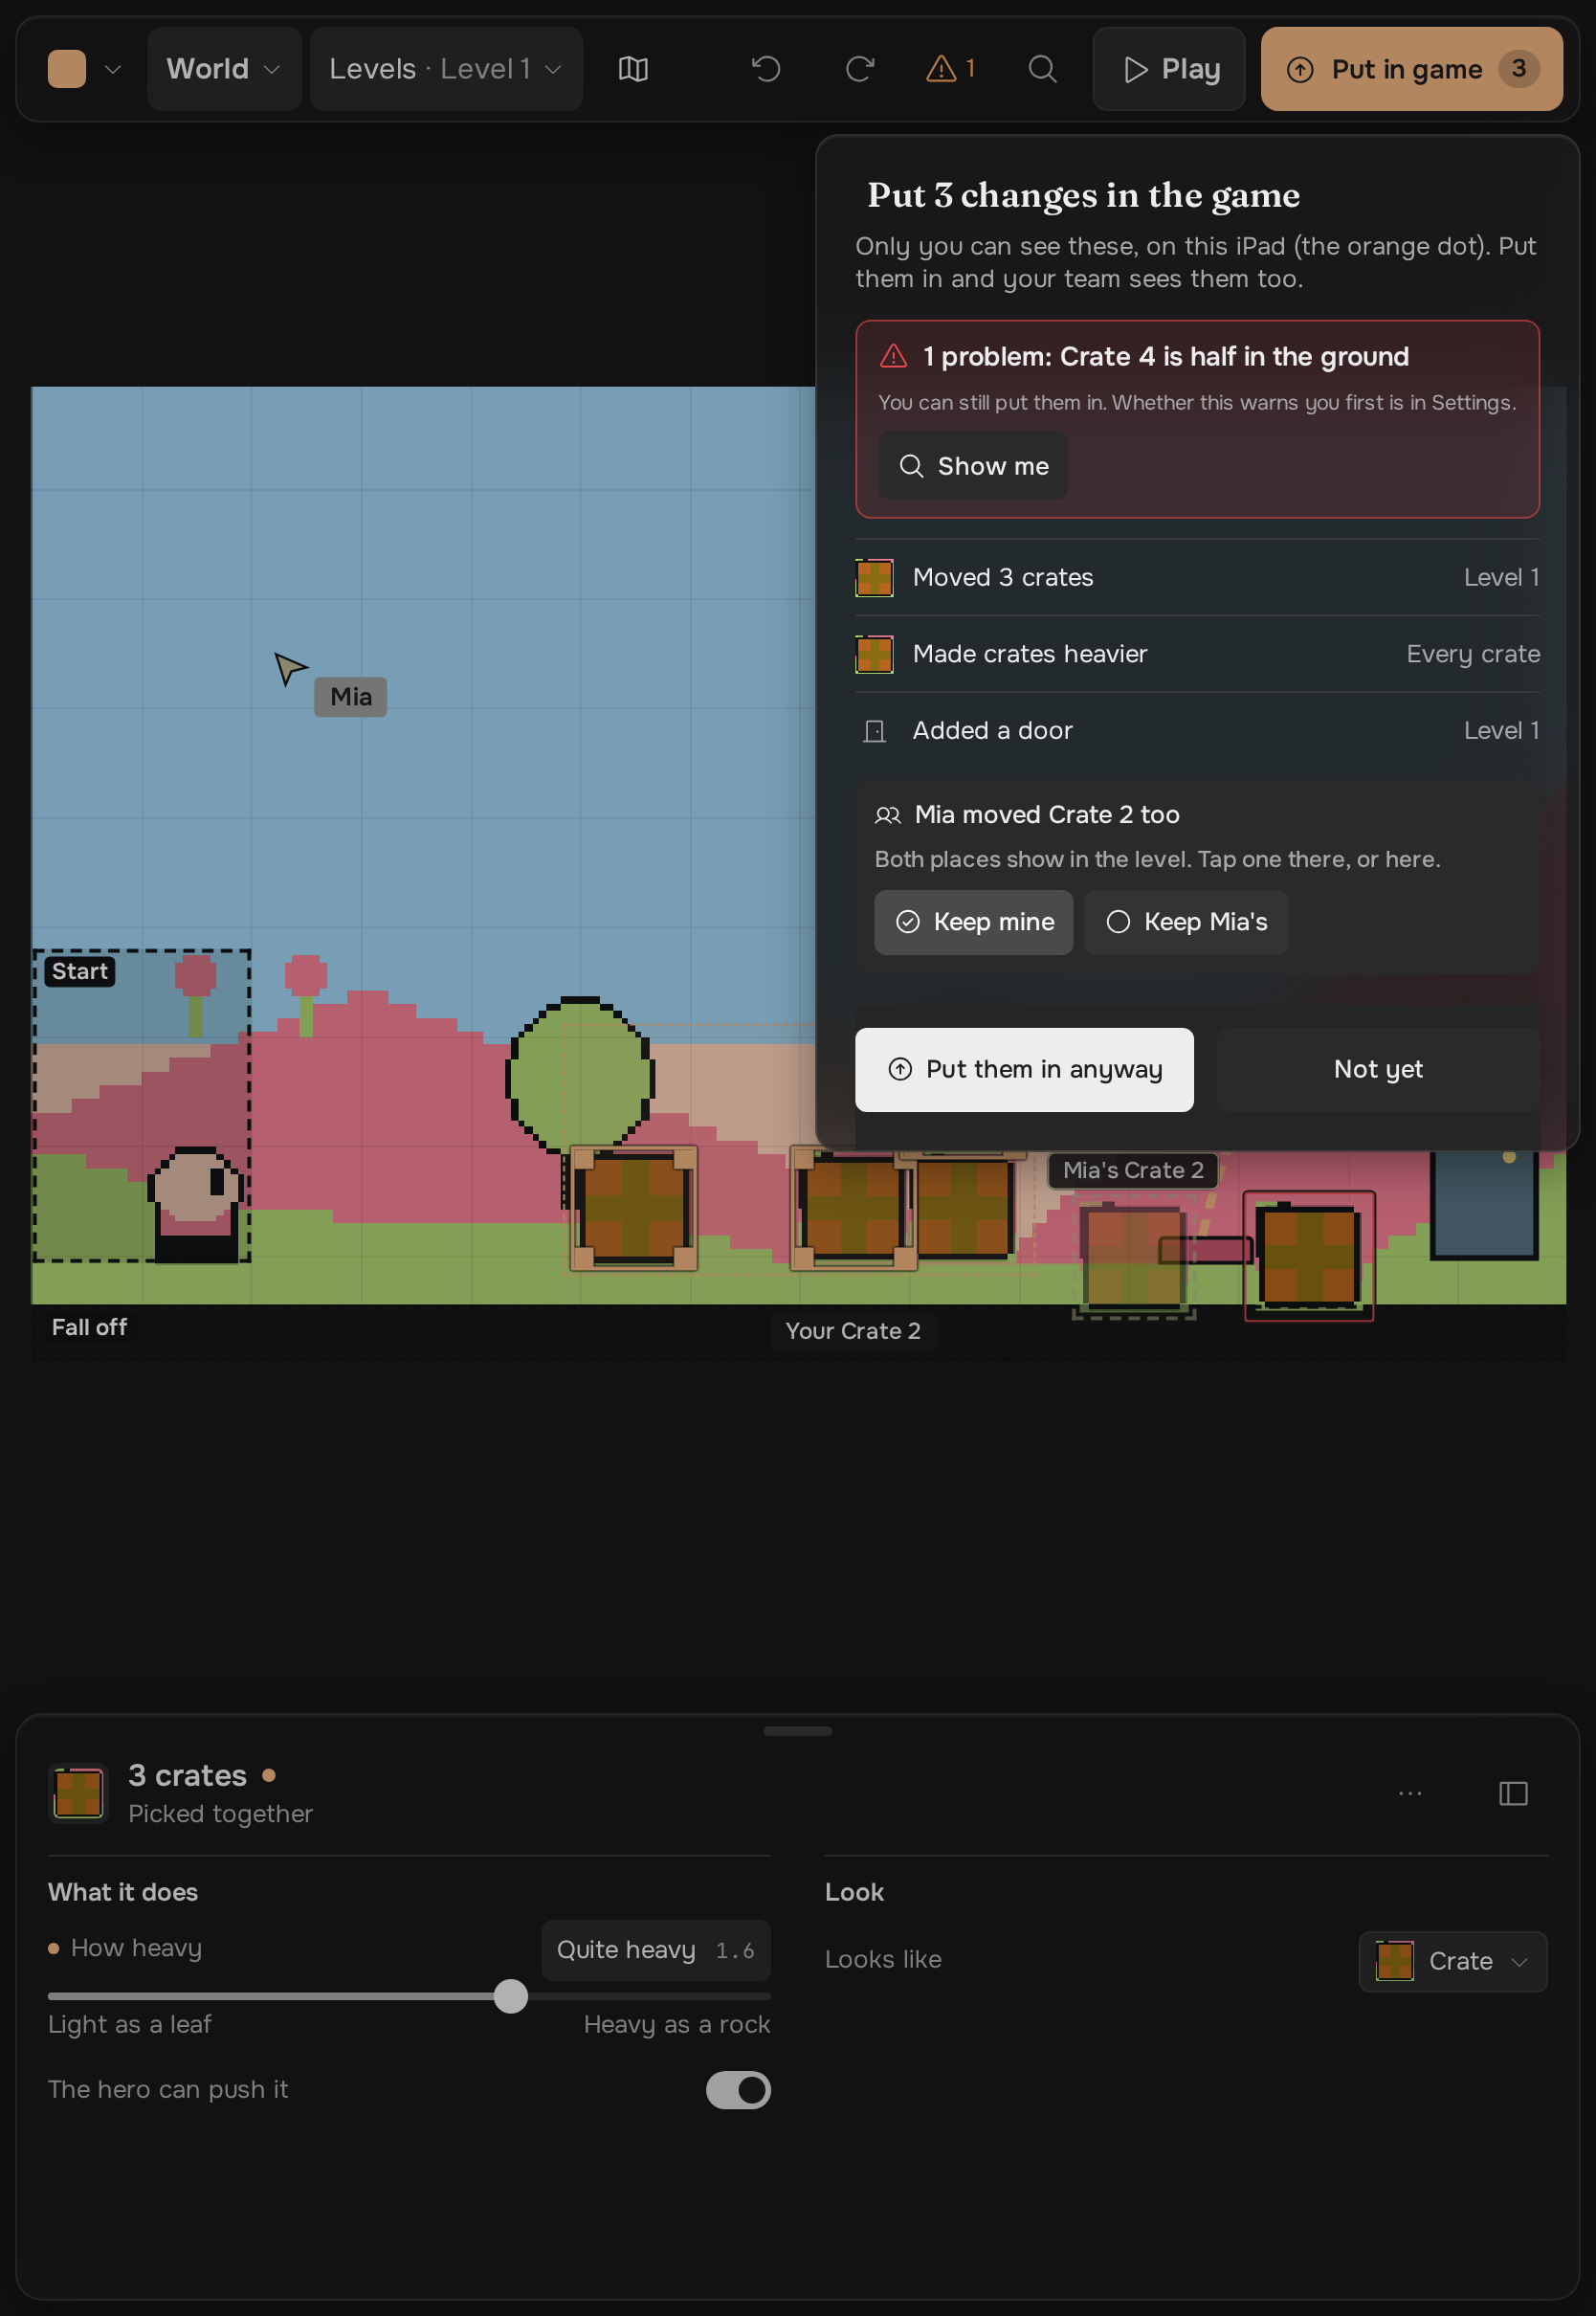 World
Levels · Level 1
1
Play
Put in game 3
Put 3 changes in the game
Only you can see these, on this iPad (the orange dot). Put
them in and your team sees them too.
1 problem: Crate 4 is half in the ground
You can still put them in. Whether this warns you first is in Settings.
Show me
Moved 3 crates Level 1
Made crates heavier Every crate
Added a door Level 1
Mia moved Crate 2 too
Both places show in the level. Tap one there, or here.
Keep mine
Keep Mia's
Put them in anyway
Not yet
Mia
Start
Mia's Crate 2
Fall off
Your Crate 2
3 crates
Picked together
What it does
How heavy
Quite heavy 1.6
Light as a leaf
Heavy as a rock
The hero can push it
Look
Looks like
Crate